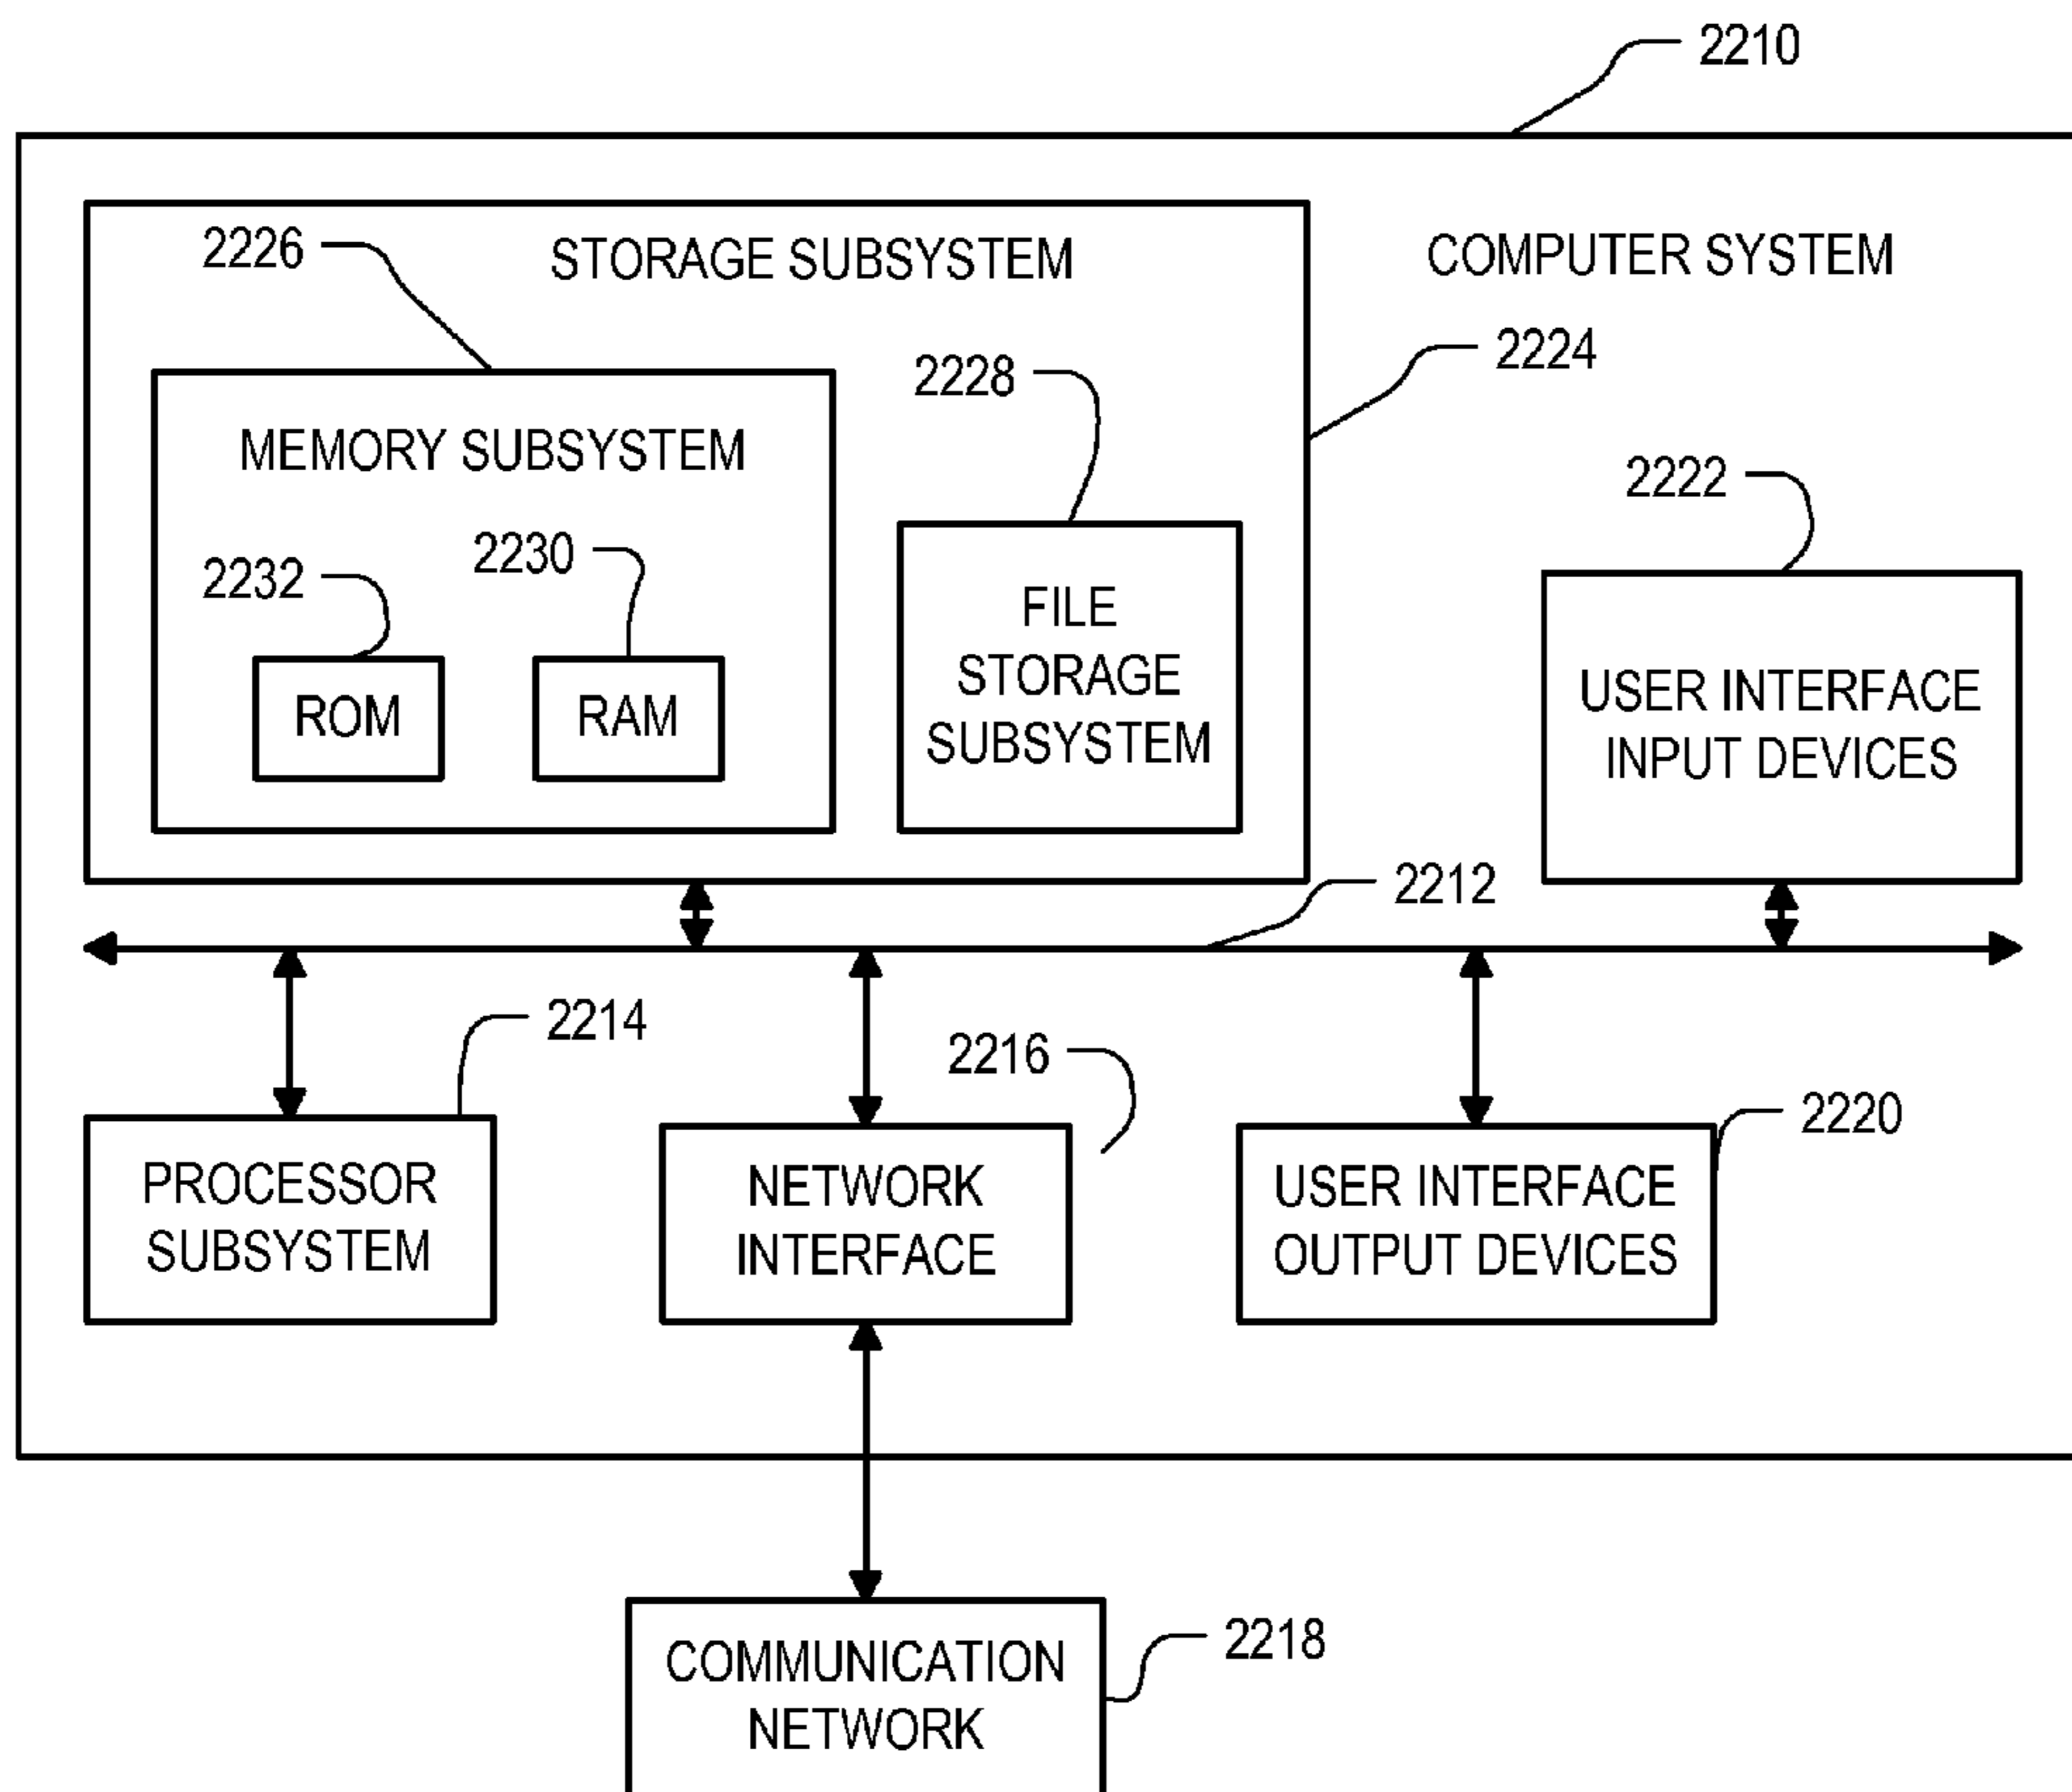 2210
2226
STORAGE SUBSYSTEM
COMPUTER SYSTEM
2224
2228
MEMORY SUBSYSTEM
2222
2232
2230
FILE
STORAGE
SUBSYSTEM
ROM
RAM
USER INTERFACE
INPUT DEVICES
2212
2214
2216
2220
PROCESSOR
SUBSYSTEM
NETWORK
INTERFACE
USER INTERFACE
OUTPUT DEVICES
2218
COMMUNICATION
NETWORK